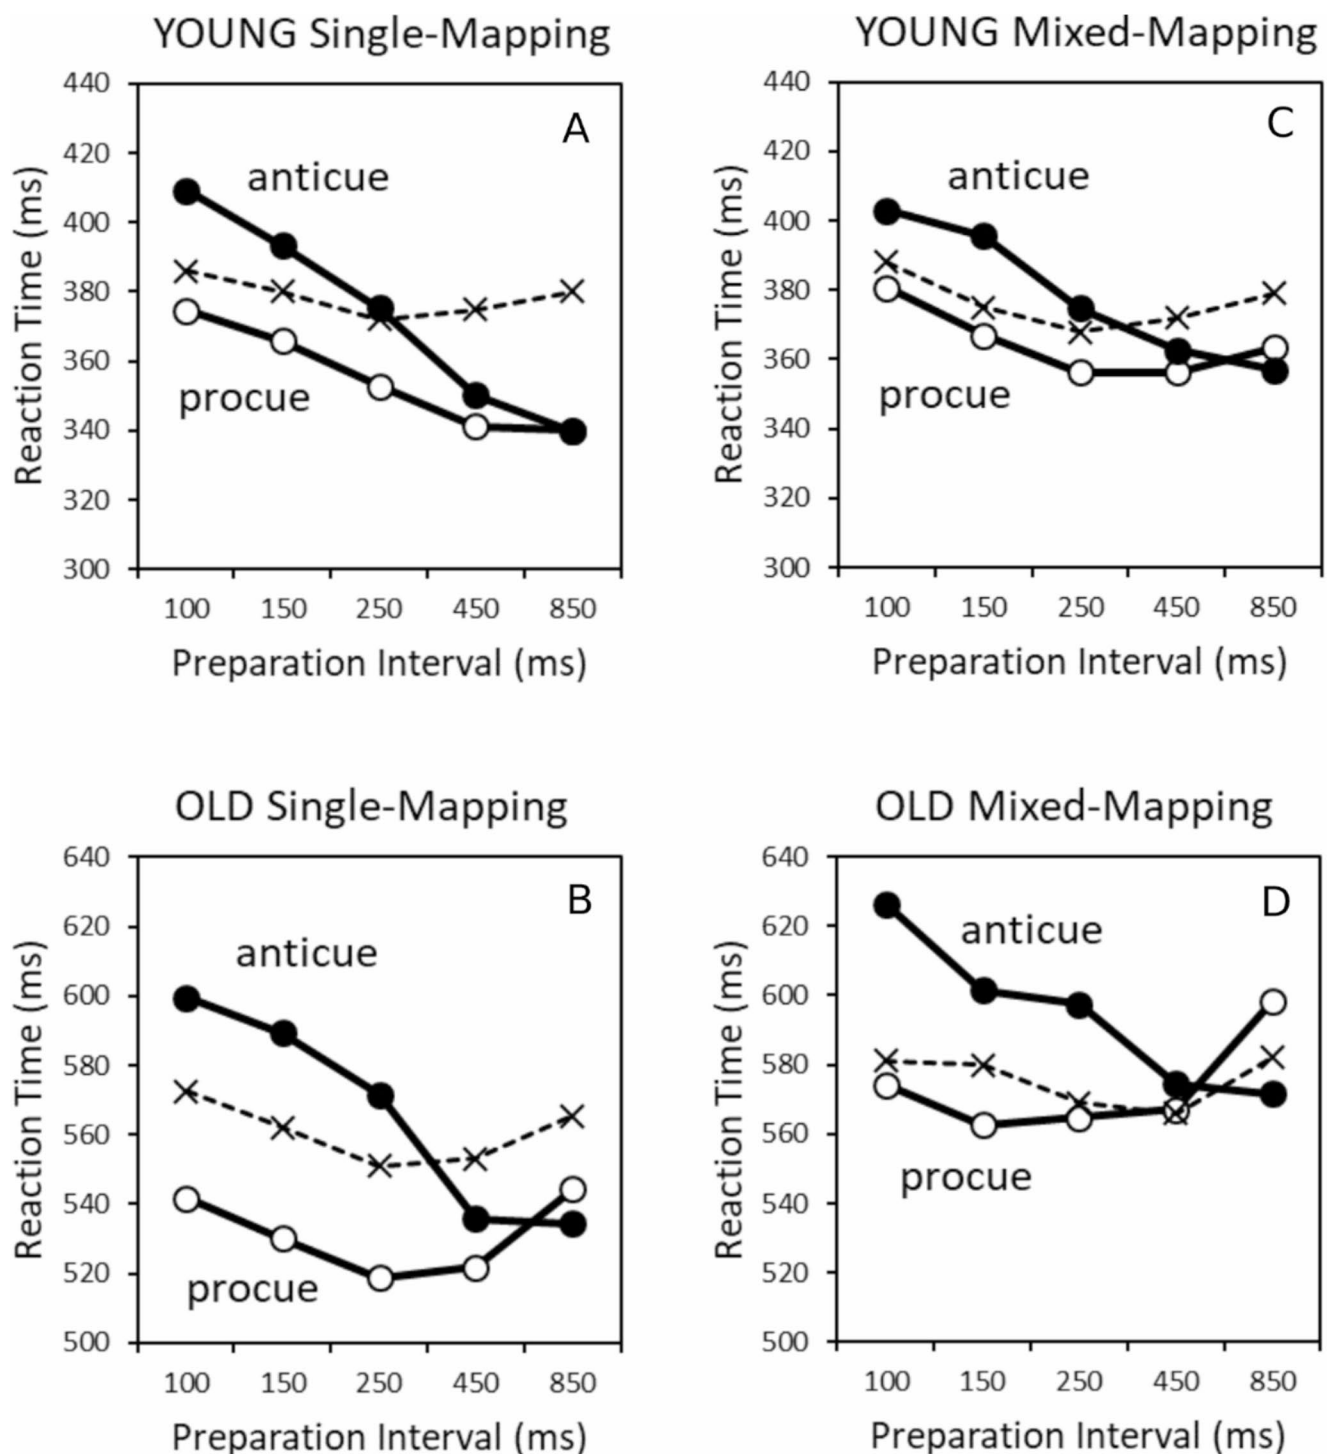 YOUNG Single-Mapping
A
440
420
400
380
360
340
320
300
Reaction Time (ms)
anticue
procue
100 150 250 450 850
Preparation Interval (ms)
YOUNG Mixed-Mapping
C
440
420
400
380
360
340
320
300
Reaction Time (ms)
anticue
procue
100 150 250 450 850
Preparation Interval (ms)
OLD Single-Mapping
B
640
620
600
580
560
540
520
500
Reaction Time (ms)
anticue
procue
100 150 250 450 850
Preparation Interval (ms)
OLD Mixed-Mapping
D
640
620
600
580
560
540
520
500
Reaction Time (ms)
anticue
procue
100 150 250 450 850
Preparation Interval (ms)